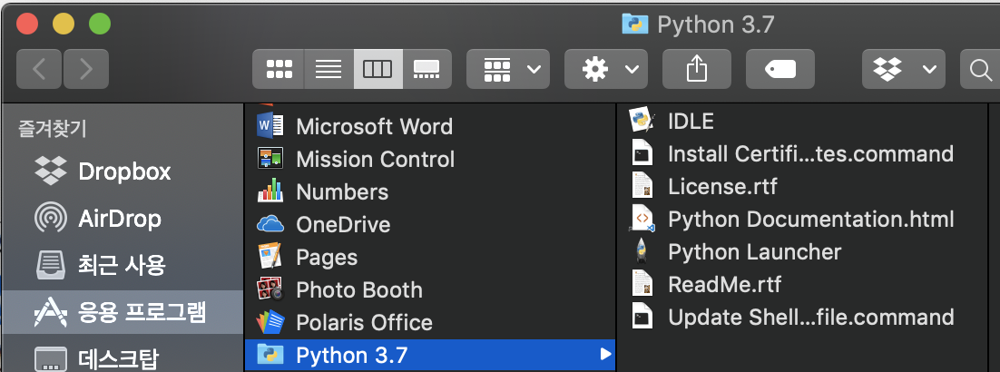 Python 3.7
즐겨찾기
Dropbox
AirDrop
최근 사용
응용 프로그램
데스크탑
Microsoft Word
Mission Control
Numbers
OneDrive
Pages
Photo Booth
Polaris Office
Python 3.7
IDLE
Install Certifi...tes.command
License.rtf
Python Documentation.html
Python Launcher
ReadMe.rtf
Update Shell...file.command